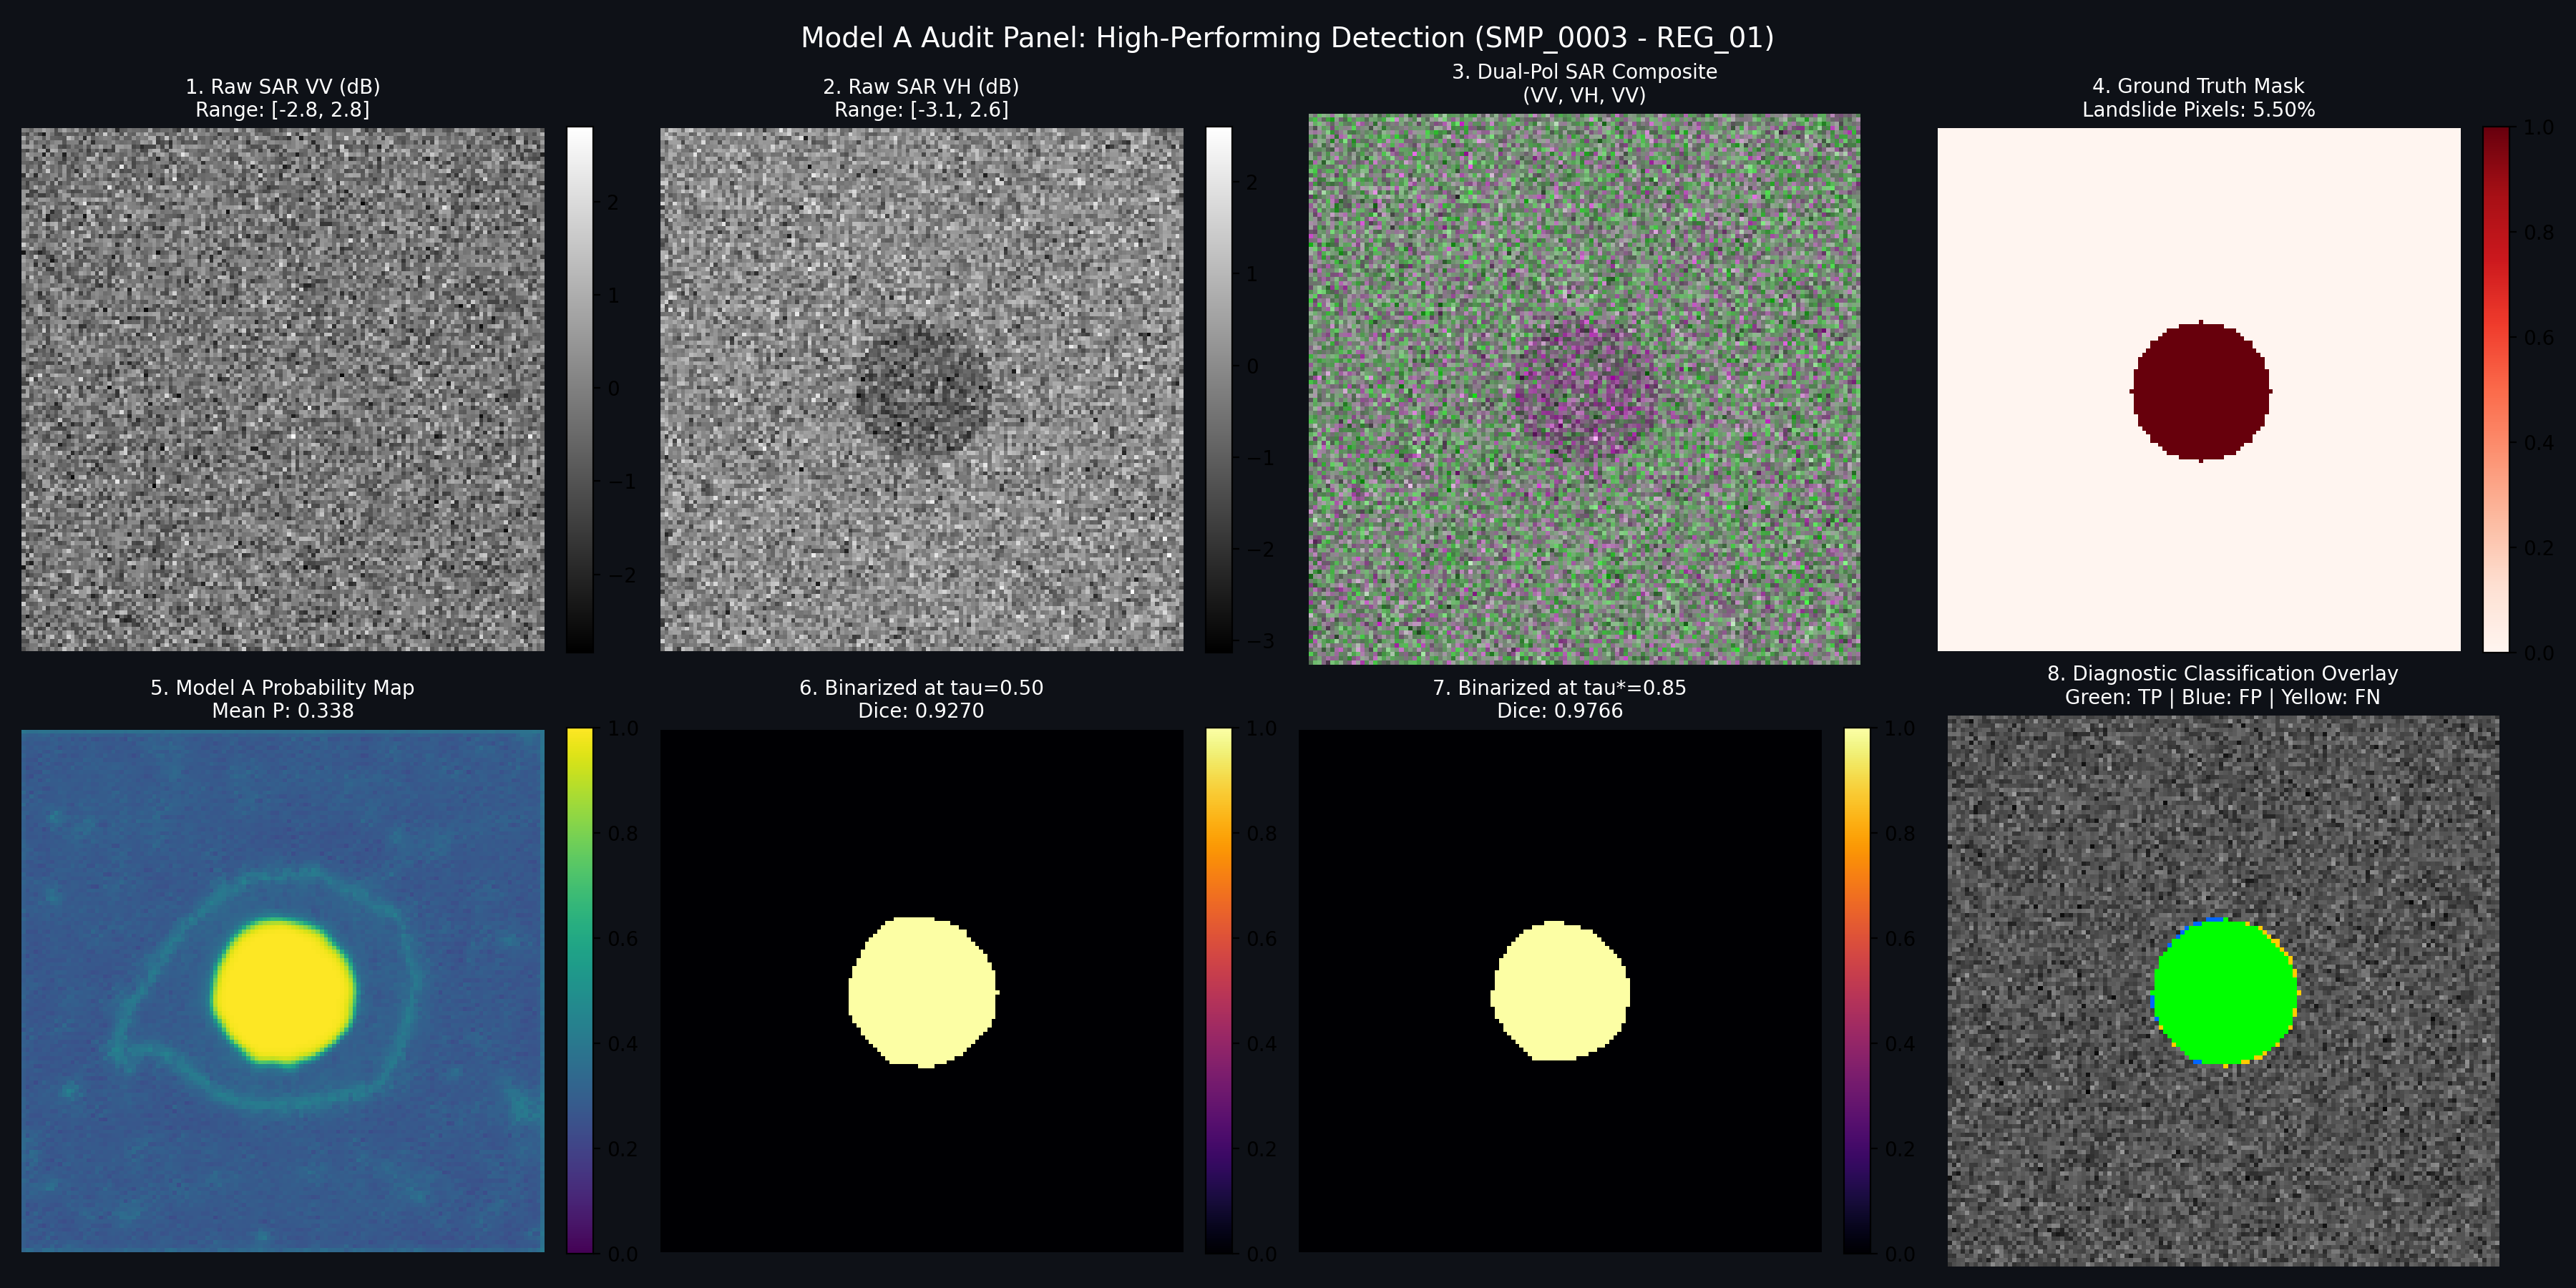 Model A Audit Panel: High-Performing Detection (SMP_0003 - REG_01)
1. Raw SAR VV (dB)
Range: [-2.8, 2.8]
2
1
0
−1
−2
2. Raw SAR VH (dB)
Range: [-3.1, 2.6]
2
1
0
−1
−2
−3
3. Dual-Pol SAR Composite
(VV, VH, VV)
4. Ground Truth Mask
Landslide Pixels: 5.50%
1.0
0.8
0.6
0.4
0.2
0.0
5. Model A Probability Map
Mean P: 0.338
1.0
0.8
0.6
0.4
0.2
0.0
6. Binarized at tau=0.50
Dice: 0.9270
1.0
0.8
0.6
0.4
0.2
0.0
7. Binarized at tau*=0.85
Dice: 0.9766
1.0
0.8
0.6
0.4
0.2
0.0
8. Diagnostic Classification Overlay
Green: TP | Blue: FP | Yellow: FN